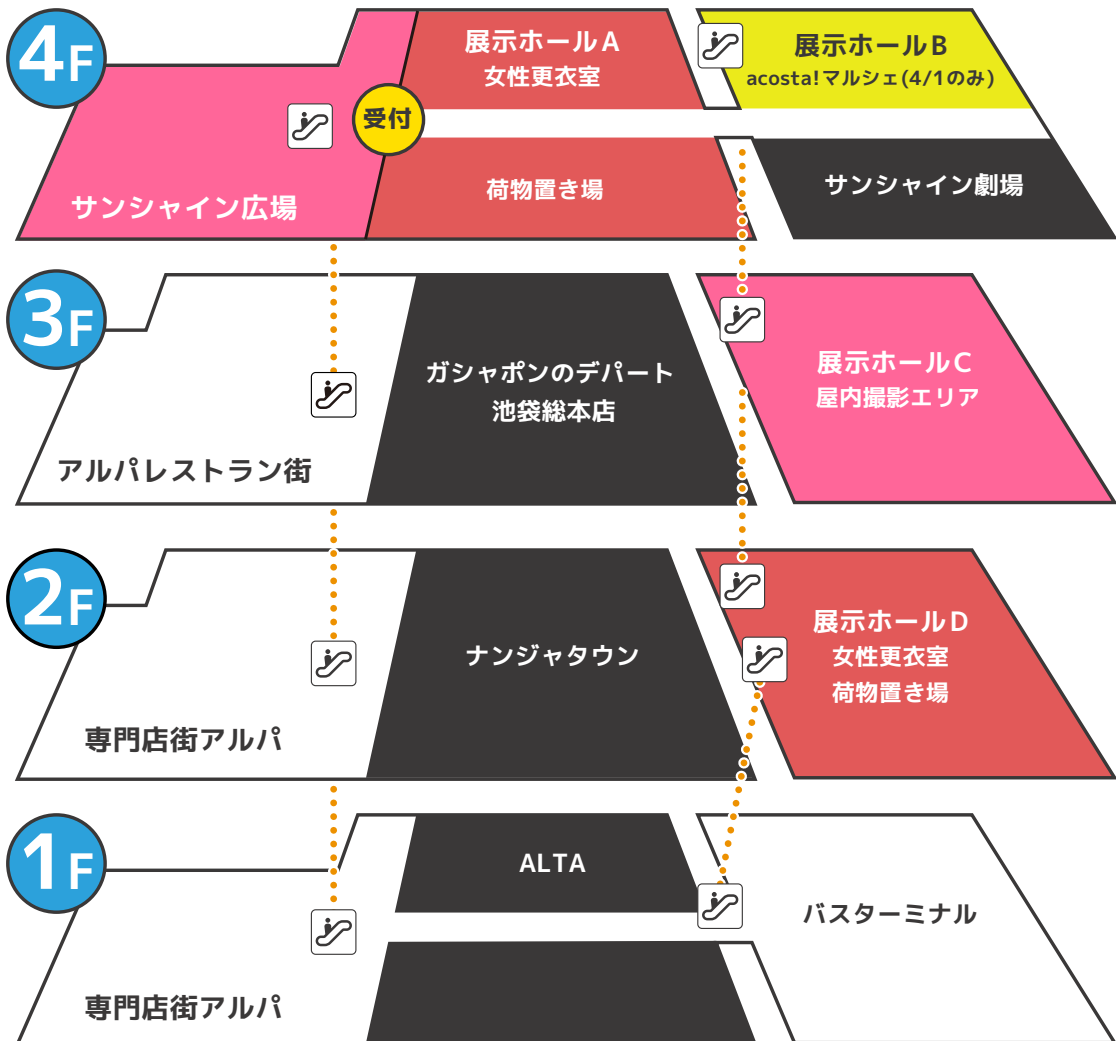 4F
展示ホールA
女性更衣室
展示ホールB
acosta!マルシェ(4/1のみ)
受付
サンシャイン広場
荷物置き場
サンシャイン劇場
3F
ガシャポンのデパート
池袋総本店
展示ホールC
屋内撮影エリア
アルパレストラン街
2F
ナンジャタウン
展示ホールD
女性更衣室
荷物置き場
専門店街アルパ
1F
ALTA
バスターミナル
専門店街アルパ